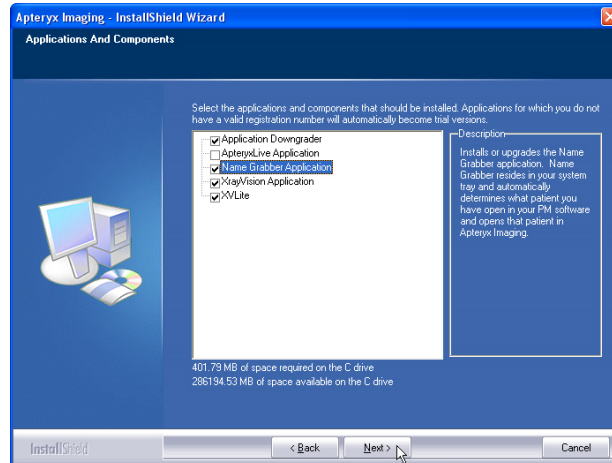 Apteryx Imaging - InstallShield Wizard
Applications And Components
Select the applications and components that should be installed. Applications for which you do not
have a valid registration number will automatically become trial versions.
Application Downgrader
ApteryxLive Application
Name Grabber Application
XrayVision Application
XVLite
Description
Installs or upgrades the Name
Grabber application. Name
Grabber resides in your system
tray and automatically
determines what patient you
have open in your PM software
and opens that patient in
Apteryx Imaging.
401.79 MB of space required on the C drive
286194.53 MB of space available on the C drive
InstallShield
< Back
Next >
Cancel